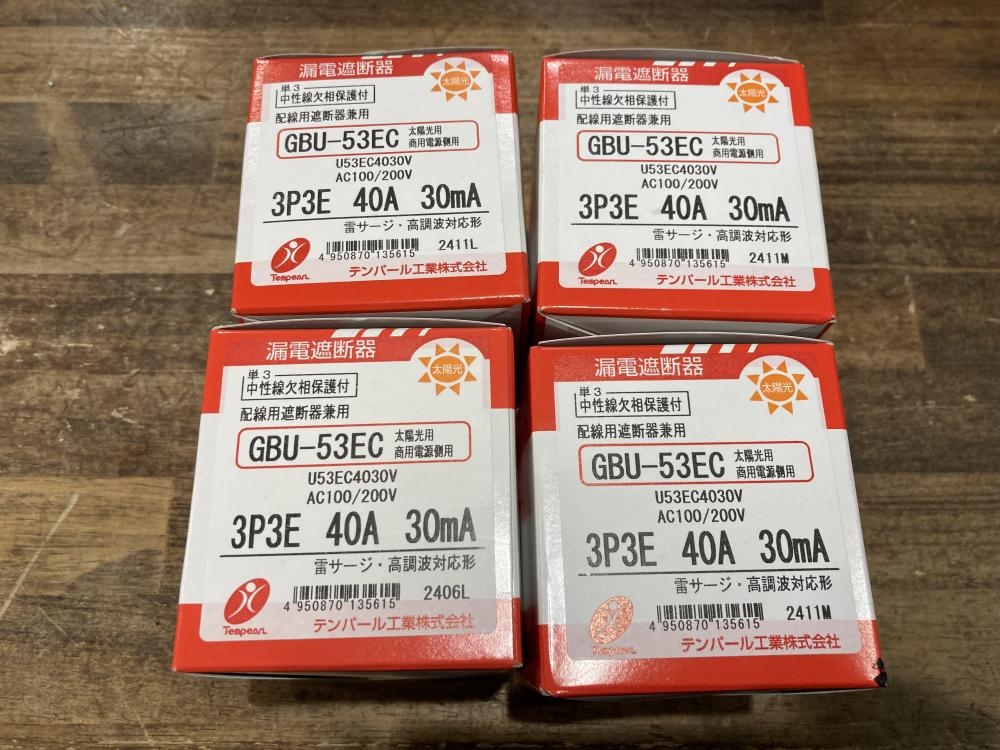 漏電遮断器
太陽光
単3
中性線欠相保護付
配線用遮断器兼用
GBU-53EC 太陽光用
商用電源側用
U53EC4030V
AC100/200V
3P3E 40A 30mA
雷サージ・高調波対応形
4 950870 135615 2411L
Tempearl テンパール工業株式会社
漏電遮断器
太陽光
単3
中性線欠相保護付
配線用遮断器兼用
GBU-53EC 太陽光用
商用電源側用
U53EC4030V
AC100/200V
3P3E 40A 30mA
雷サージ・高調波対応形
4 950870 135615 2411M
Tempearl テンパール工業株式会社
漏電遮断器
太陽光
単3
中性線欠相保護付
配線用遮断器兼用
GBU-53EC 太陽光用
商用電源側用
U53EC4030V
AC100/200V
3P3E 40A 30mA
雷サージ・高調波対応形
4 950870 135615 2406L
Tempearl テンパール工業株式会社
漏電遮断器
太陽光
単3
中性線欠相保護付
配線用遮断器兼用
GBU-53EC 太陽光用
商用電源側用
U53EC4030V
AC100/200V
3P3E 40A 30mA
雷サージ・高調波対応形
4 950870 135615 2411M
Tempearl テンパール工業株式会社